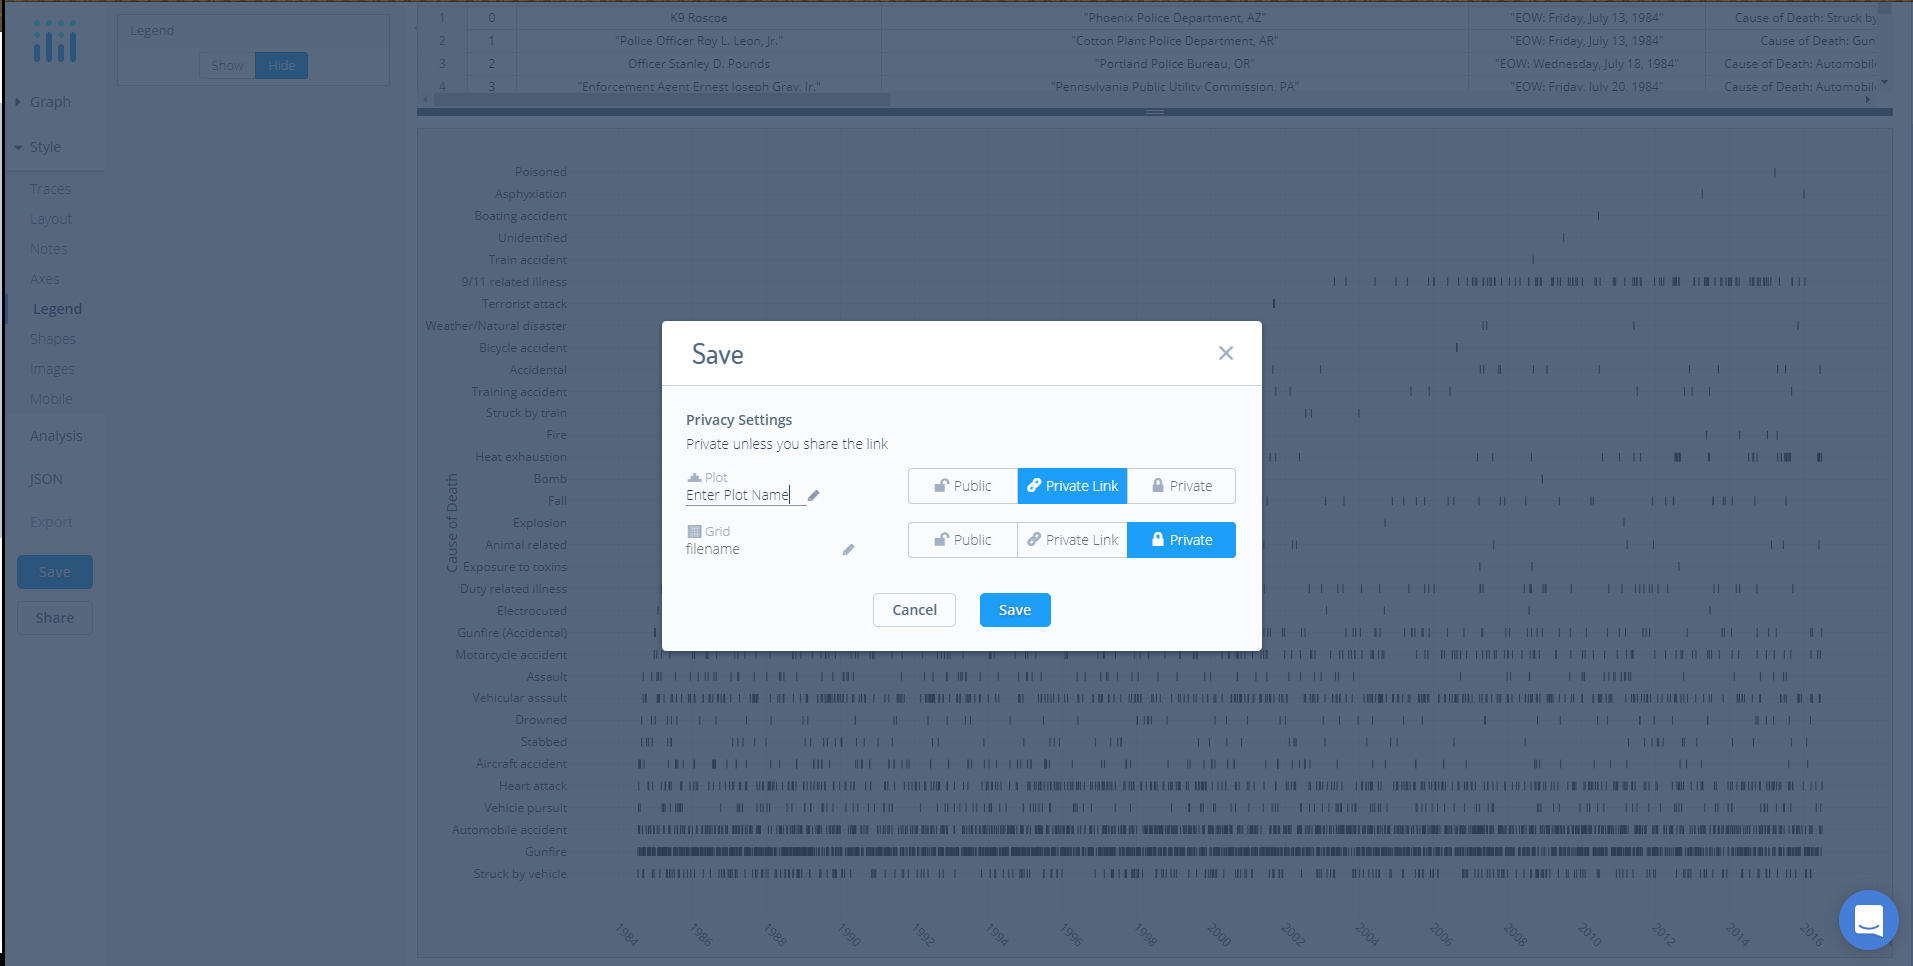 Legend
Show Hide
Graph
Style
Traces
Layout
Notes
Axes
Legend
Shapes
Images
Mobile
Analysis
JSON
Export
Save
Share
1 0 K9 Roscoe "Phoenix Police Department, AZ" "EOW: Friday, July 13, 1984" Cause of Death: Struck by
2 1 "Police Officer Roy L. Leon, Jr." "Cotton Plant Police Department, AR" "EOW: Friday, July 13, 1984" Cause of Death: Gun
3 2 Officer Stanley D. Pounds "Portland Police Bureau, OR" "EOW: Wednesday, July 18, 1984" Cause of Death: Automobil
4 3 "Enforcement Agent Ernest Joseph Gray, Jr." "Pennsylvania Public Utility Commission, PA" "EOW: Friday, July 20, 1984" Cause of Death: Automobil
Cause of Death
Poisoned
Asphyxiation
Boating accident
Unidentified
Train accident
9/11 related illness
Terrorist attack
Weather/Natural disaster
Bicycle accident
Accidental
Training accident
Struck by train
Fire
Heat exhaustion
Bomb
Fall
Explosion
Animal related
Exposure to toxins
Duty related illness
Electrocuted
Gunfire (Accidental)
Motorcycle accident
Assault
Vehicular assault
Drowned
Stabbed
Aircraft accident
Heart attack
Vehicle pursuit
Automobile accident
Gunfire
Struck by vehicle
1984 1986 1988 1990 1992 1994 1996 1998 2000 2002 2004 2006 2008 2010 2012 2014 2016
Save
Privacy Settings
Private unless you share the link
Plot
Enter Plot Name
Public Private Link Private
Grid
filename
Public Private Link Private
Cancel Save